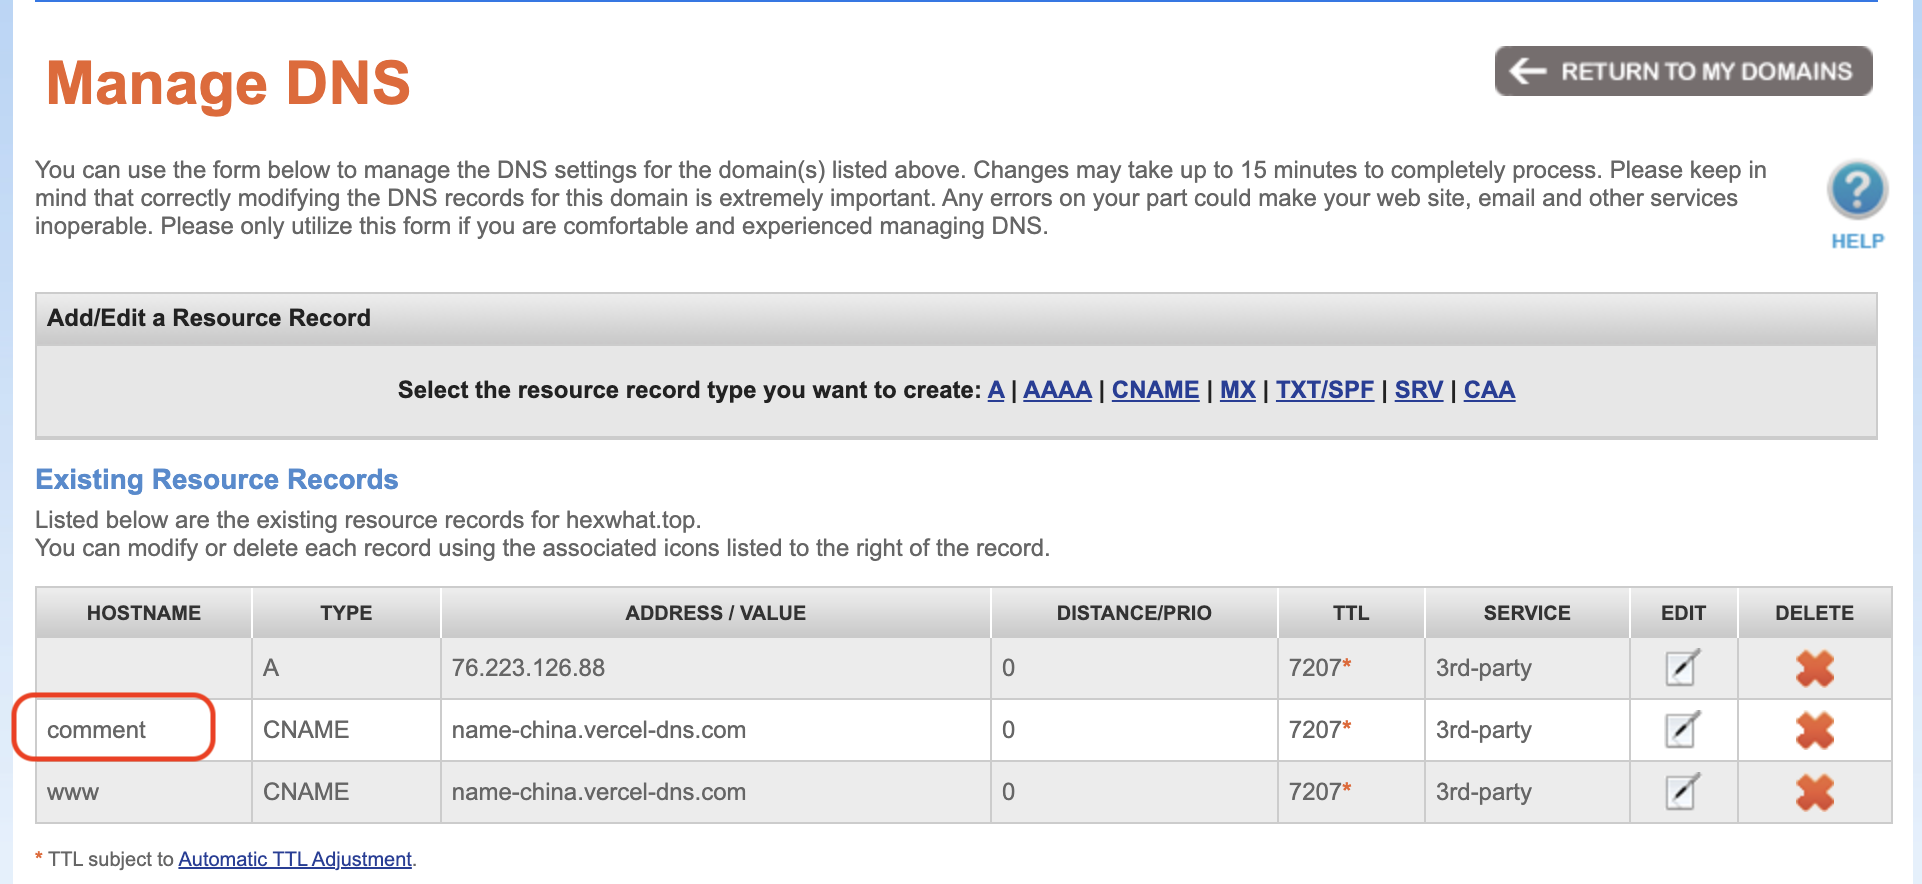 Manage DNS
RETURN TO MY DOMAINS
You can use the form below to manage the DNS settings for the domain(s) listed above. Changes may take up to 15 minutes to completely process. Please keep in
mind that correctly modifying the DNS records for this domain is extremely important. Any errors on your part could make your web site, email and other services
inoperable. Please only utilize this form if you are comfortable and experienced managing DNS.
?
HELP
Add/Edit a Resource Record
Select the resource record type you want to create: A | AAAA | CNAME | MX | TXT/SPF | SRV | CAA
Existing Resource Records
Listed below are the existing resource records for hexwhat.top.
You can modify or delete each record using the associated icons listed to the right of the record.
HOSTNAME TYPE ADDRESS / VALUE DISTANCE/PRIO TTL SERVICE EDIT DELETE
A 76.223.126.88 0 7207* 3rd-party
comment CNAME name-china.vercel-dns.com 0 7207* 3rd-party
www CNAME name-china.vercel-dns.com 0 7207* 3rd-party
* TTL subject to Automatic TTL Adjustment.